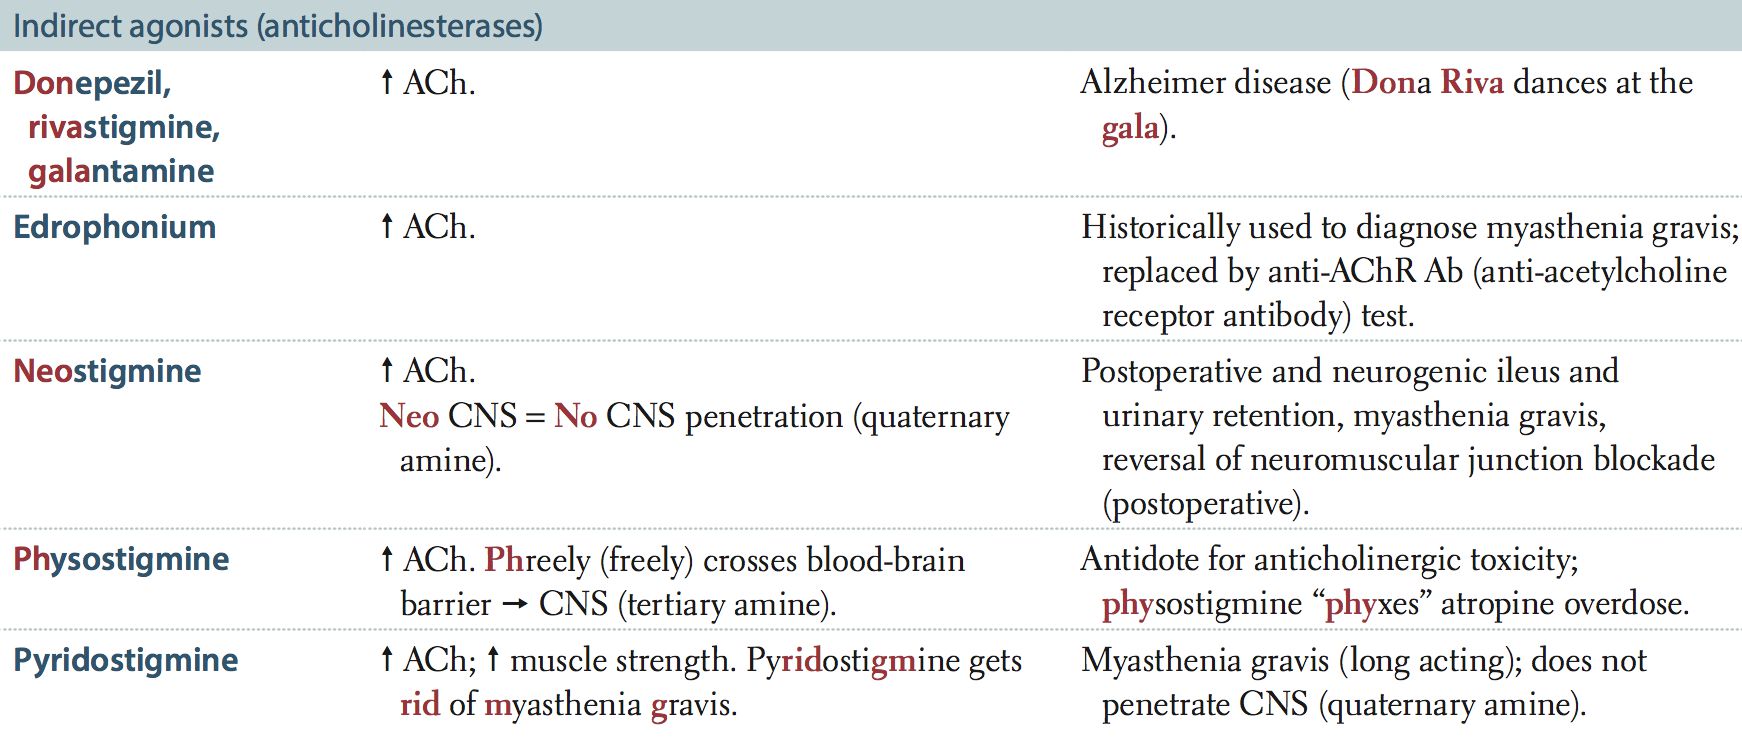 Indirect agonists (anticholinesterases)
Donepezil,
rivastigmine,
galantamine
↑ ACh.
Alzheimer disease (Dona Riva dances at the
gala).
Edrophonium
↑ ACh.
Historically used to diagnose myasthenia gravis;
replaced by anti-AChR Ab (anti-acetylcholine
receptor antibody) test.
Neostigmine
↑ ACh.
Neo CNS = No CNS penetration (quaternary
amine).
Postoperative and neurogenic ileus and
urinary retention, myasthenia gravis,
reversal of neuromuscular junction blockade
(postoperative).
Physostigmine
↑ ACh. Phreely (freely) crosses blood-brain
barrier → CNS (tertiary amine).
Antidote for anticholinergic toxicity;
physostigmine “phyxes” atropine overdose.
Pyridostigmine
↑ ACh; ↑ muscle strength. Pyridostigmine gets
rid of myasthenia gravis.
Myasthenia gravis (long acting); does not
penetrate CNS (quaternary amine).